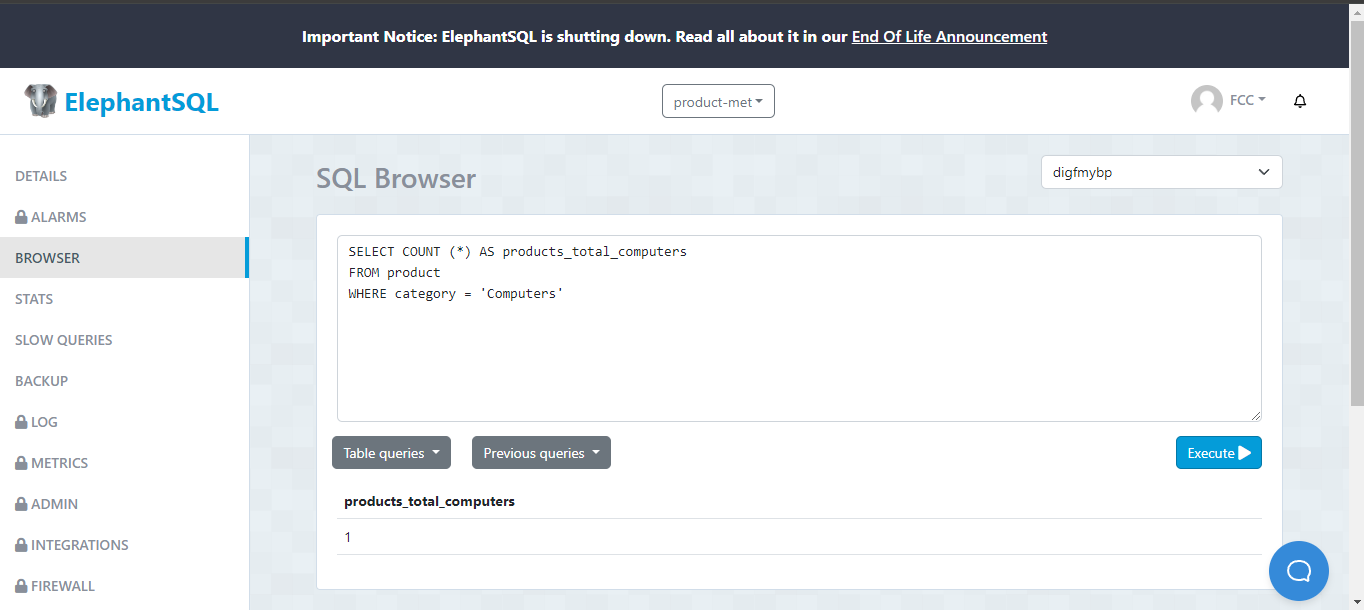 Important Notice: ElephantSQL is shutting down. Read all about it in our End Of Life Announcement
ElephantSQL
product-met
FCC
DETAILS
ALARMS
BROWSER
STATS
SLOW QUERIES
BACKUP
LOG
METRICS
ADMIN
INTEGRATIONS
FIREWALL
SQL Browser
digfmybp
SELECT COUNT (*) AS products_total_computers
FROM product
WHERE category = 'Computers'
Table queries
Previous queries
Execute
products_total_computers
1